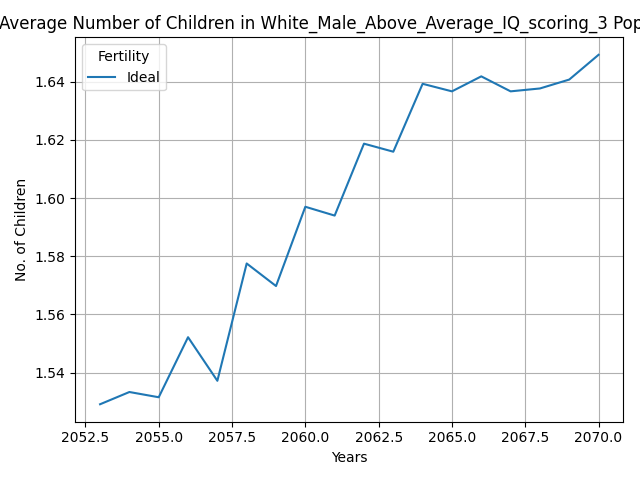 Average Number of Children in White_Male_Above_Average_IQ_scoring_3 Pop
Fertility
Ideal
No. of Children
1.64
1.62
1.60
1.58
1.56
1.54
2052.5 2055.0 2057.5 2060.0 2062.5 2065.0 2067.5 2070.0
Years